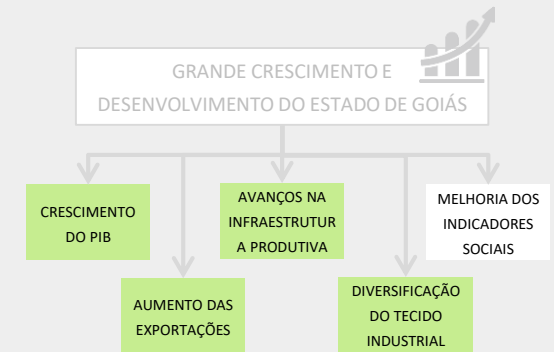 GRANDE CRESCIMENTO E
DESENVOLVIMENTO DO ESTADO DE GOIÁS
CRESCIMENTO
DO PIB
AUMENTO DAS
EXPORTAÇÕES
AVANÇOS NA
INFRAESTRUTUR
A PRODUTIVA
DIVERSIFICAÇÃO
DO TECIDO
INDUSTRIAL
MELHORIA DOS
INDICADORES
SOCIAIS